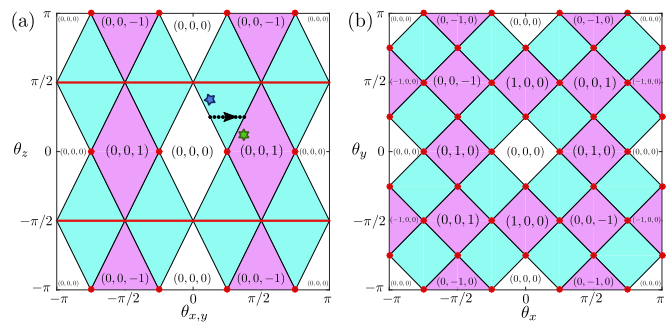 (a)
π
π/2
θz
0
−π/2
−π
(0,0,0)
(0, 0, −1)
(0, 0, 0)
(0, 0, −1)
(0,0,0)
(0,0,0)
(0, 0, 1)
(0, 0, 0)
(0, 0, 1)
(0,0,0)
(0,0,0)
(0, 0, −1)
(0, 0, 0)
(0, 0, −1)
(0,0,0)
−π
−π/2
0
π/2
π
θx,y
(b)
π
π/2
θy
0
−π/2
−π
(0,0,0)
(0, −1, 0)
(0, 0, 0)
(0, −1, 0)
(0,0,0)
(−1,0,0)
(0, 0, −1)
(1, 0, 0)
(0, 0, 1)
(−1,0,0)
(0,0,0)
(0, 1, 0)
(0, 0, 0)
(0, 1, 0)
(0,0,0)
(−1,0,0)
(0, 0, 1)
(1, 0, 0)
(0, 0, −1)
(−1,0,0)
(0,0,0)
(0, −1, 0)
(0, 0, 0)
(0, −1, 0)
(0,0,0)
−π
−π/2
0
π/2
π
θx